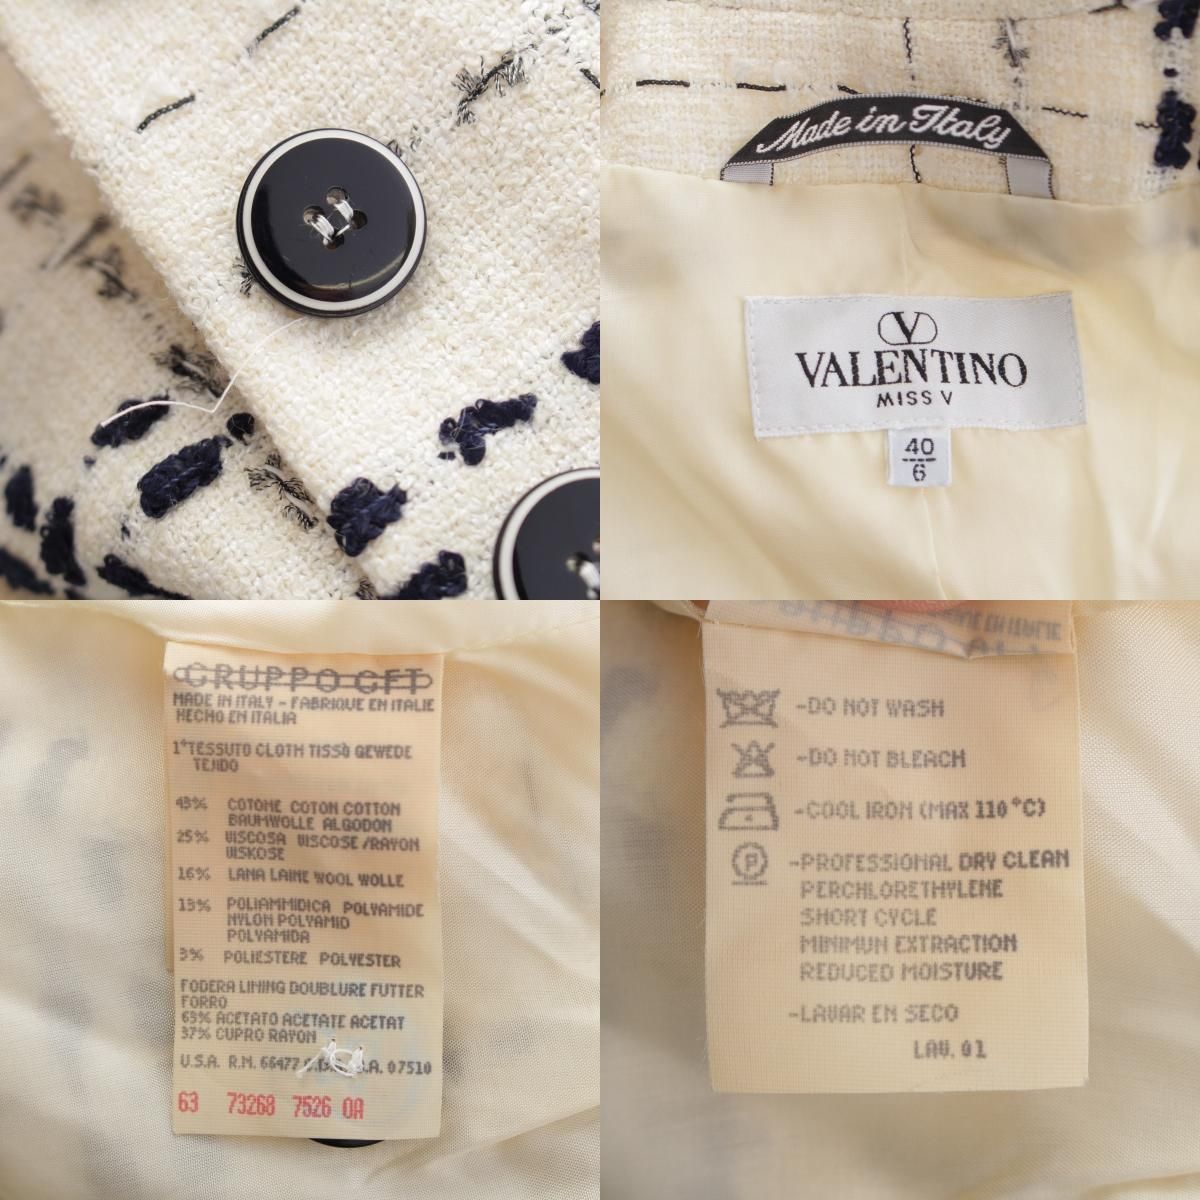 Made in Italy
V
VALENTINO
MISS V
40
6
GRUPPO GFT
MADE IN ITALY - FABRIQUE EN ITALIE
HECHO EN ITALIA
1° TESSUTO CLOTH TISSÒ GEWEDE
TEJIDO
43% COTONE COTON COTTON
BAUMWOLLE ALGODON
25% VISCOSA VISCOSE/RAYON
VISKOSE
16% LANA LAINE WOOL WOLLE
13% POLIAMMIDICA POLYAMIDE
NYLON POLYAMID
POLYAMIDA
3% POLIESTERE POLYESTER
FODERA LINING DOUBLURE FUTTER
FORRO
63% ACETATO ACETATE ACETAT
37% CUPRO RAYON
U.S.A. R.N. 66477 S.A. 07510
63 73268 7526 0A
EN ITALIE
-DO NOT WASH
-DO NOT BLEACH
-COOL IRON (MAX 110°C)
P
-PROFESSIONAL DRY CLEAN
PERCHLORETHYLENE
SHORT CYCLE
MINIMUN EXTRACTION
REDUCED MOISTURE
-LAVAR EN SECO
LAV. 01